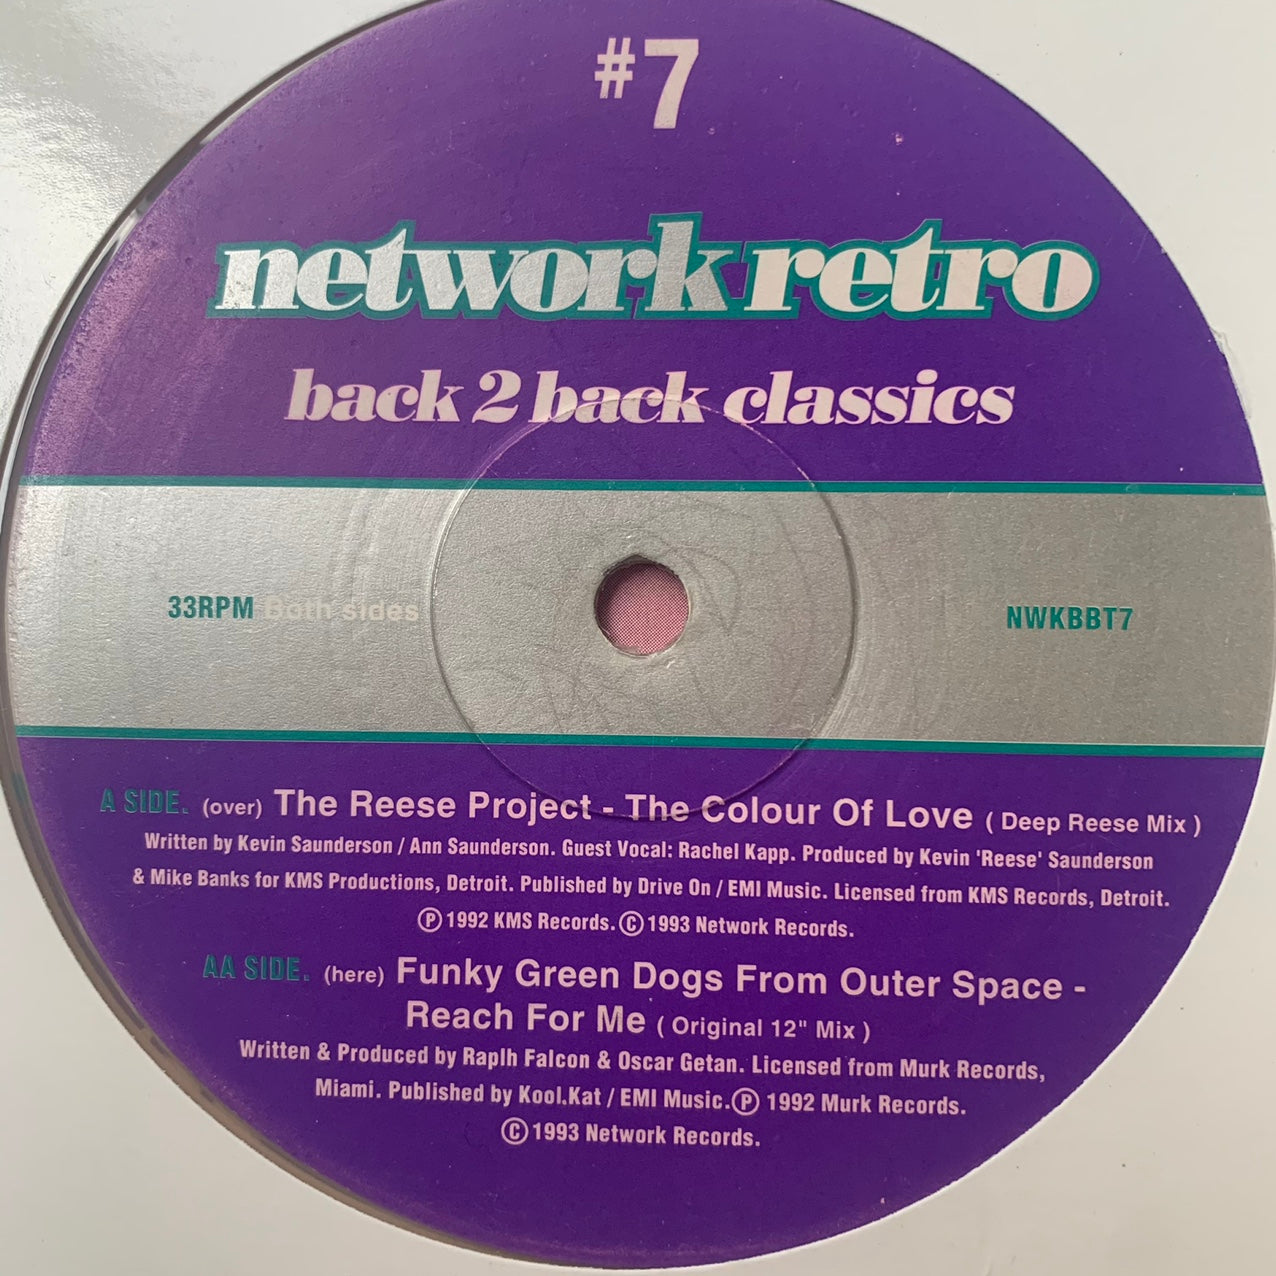 #7
network retro
back 2 back classics
33RPM Both sides
NWKBBT7
A SIDE. (over) The Reese Project - The Colour Of Love ( Deep Reese Mix )
Written by Kevin Saunderson / Ann Saunderson. Guest Vocal: Rachel Kapp. Produced by Kevin 'Reese' Saunderson
& Mike Banks for KMS Productions, Detroit. Published by Drive On / EMI Music. Licensed from KMS Records, Detroit.
Ⓟ 1992 KMS Records. © 1993 Network Records.
AA SIDE. (here) Funky Green Dogs From Outer Space -
Reach For Me ( Original 12" Mix )
Written & Produced by Raplh Falcon & Oscar Getan. Licensed from Murk Records,
Miami. Published by Kool.Kat / EMI Music. Ⓟ 1992 Murk Records.
© 1993 Network Records.